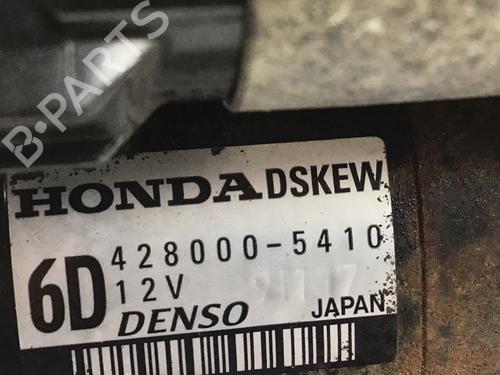 B·PARTS
HONDA DSKEW
6D 428000-5410
12V
DENSO JAPAN